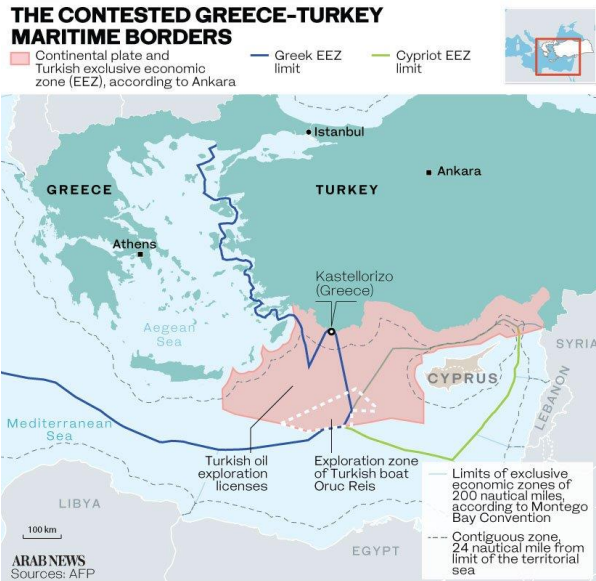 THE CONTESTED GREECE–TURKEY
MARITIME BORDERS
Continental plate and
Turkish exclusive economic
zone (EEZ), according to Ankara
Greek EEZ
limit
Cypriot EEZ
limit
Istanbul
Ankara
GREECE
TURKEY
Athens
Kastellorizo
(Greece)
Aegean
Sea
SYRIA
CYPRUS
LEBANON
Mediterranean
Sea
Turkish oil
exploration
licenses
Exploration zone
of Turkish boat
Oruc Reis
Limits of exclusive
economic zones of
200 nautical miles,
according to Montego
Bay Convention
Contiguous zone,
24 nautical mile from
limit of the territorial
sea
LIBYA
EGYPT
100 km
ARAB NEWS
Sources: AFP